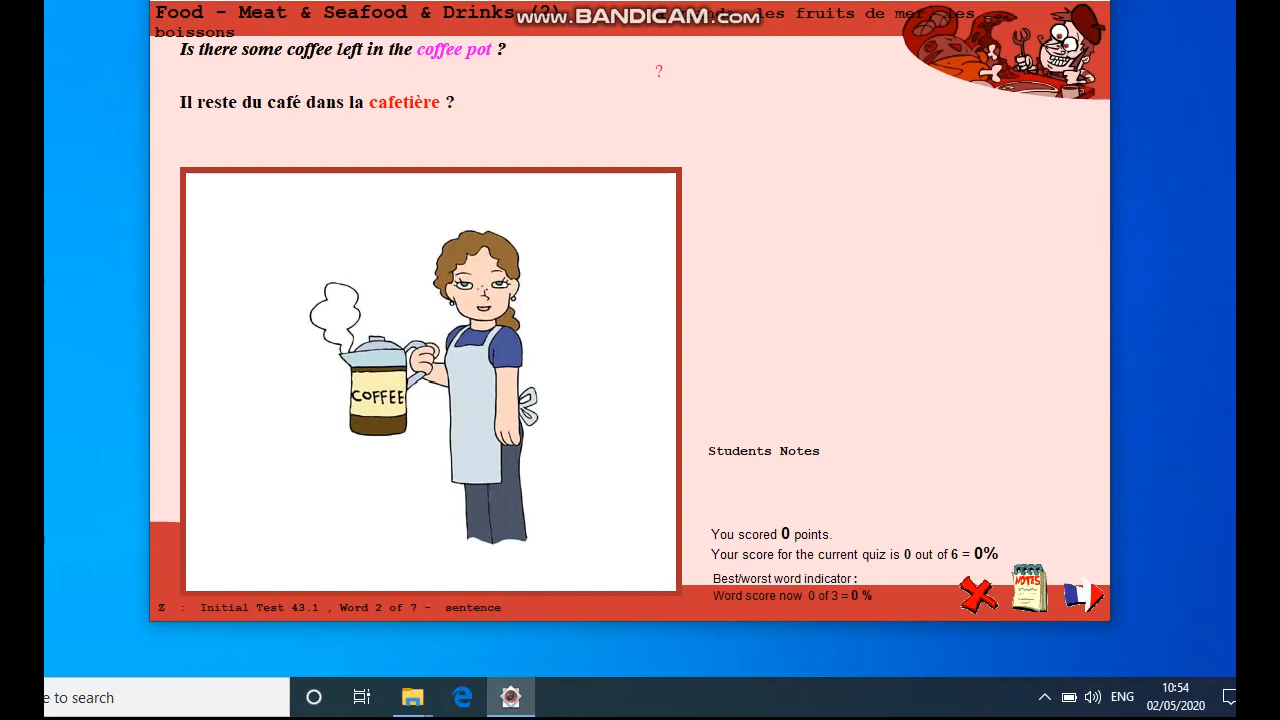 Food - Meat & Seafood & Drinks (2)
www.BANDICAM.com
les fruits de mer les
boissons
Is there some coffee left in the coffee pot ?
?
Il reste du café dans la cafetière ?
COFFEE
Students Notes
You scored 0 points.
Your score for the current quiz is 0 out of 6 = 0%
Best/worst word indicator :
Word score now 0 of 3 = 0 %
NOTES
Z : Initial Test 43.1 , Word 2 of 7 - sentence
e to search
ENG
10:54
02/05/2020